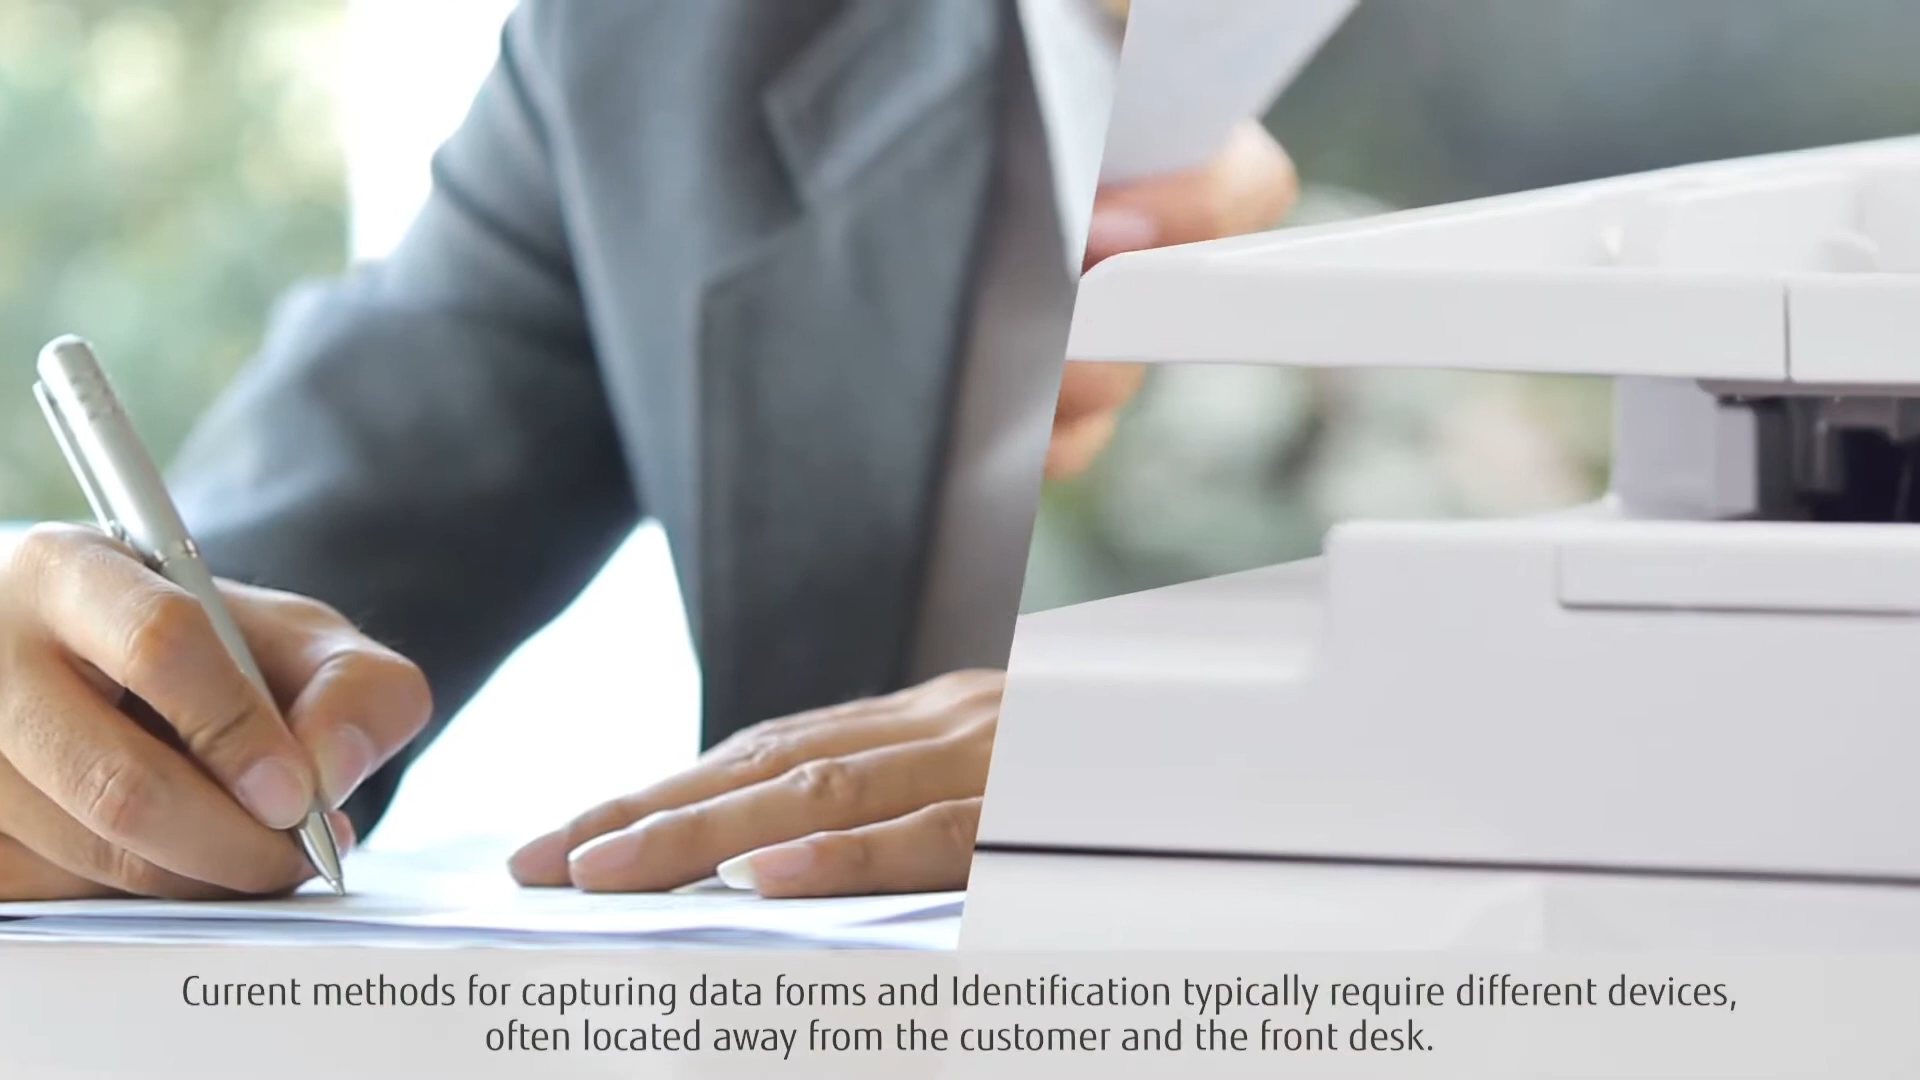 Current methods for capturing data forms and Identification typically require different devices,
often located away from the customer and the front desk.